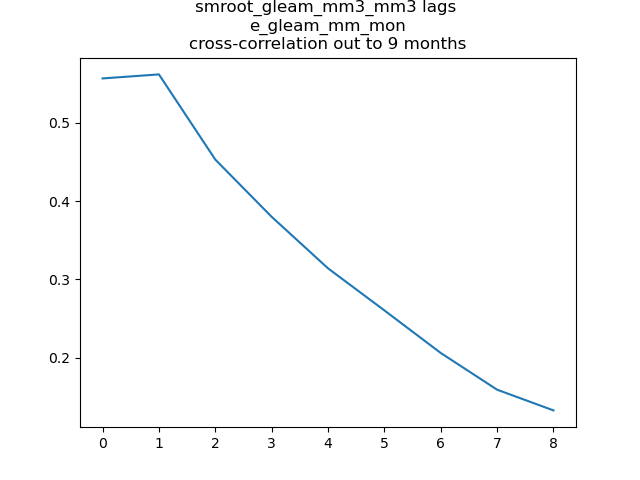 smroot_gleam_mm3_mm3 lags
e_gleam_mm_mon
cross-correlation out to 9 months
0.5
0.4
0.3
0.2
0 1 2 3 4 5 6 7 8